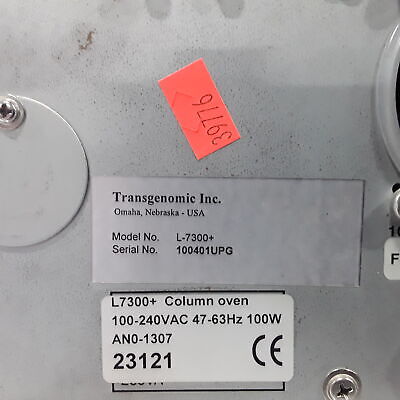 39776
Transgenomic Inc.
Omaha, Nebraska - USA
Model No. L-7300+
Serial No. 100401UPG
L7300+ Column oven
100-240VAC 47-63Hz 100W
AN0-1307
23121
CE
10
F